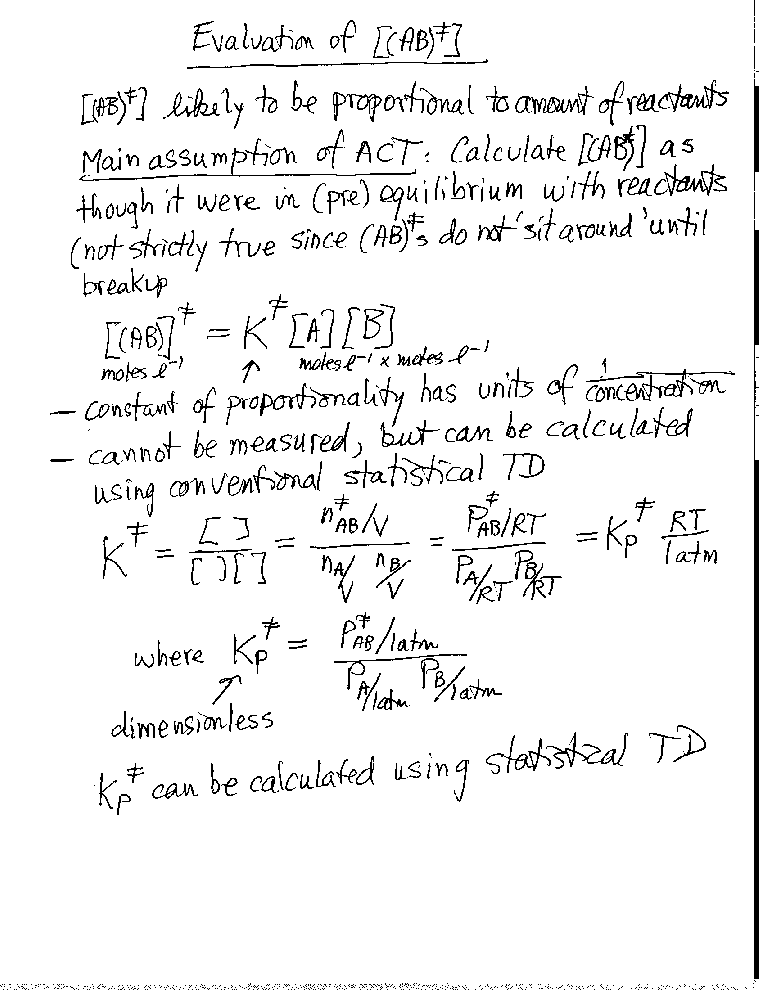 Evaluation of [(AB)‡]
[(AB)‡] likely to be proportional to amount of reactants
Main assumption of ACT: Calculate [(AB)‡] as
though it were in (pre) equilibrium with reactants
(not strictly true since (AB)‡s do not 'sit around' until
breakup
[(AB)]‡ = K‡ [A][B]
moles l⁻¹ ↑ moles l⁻¹ × moles l⁻¹
– constant of proportionality has units of 1/concentration
– cannot be measured, but can be calculated
using conventional statistical TD
K‡ = [ ]/[ ][ ] = (n‡AB/V)/(nA/V nB/V) = (P‡AB/RT)/(PA/RT PB/RT) = Kp‡ RT/1atm
where Kp‡ = (P‡AB/1atm)/(PA/1atm PB/1atm)
dimensionless
Kp‡ can be calculated using statistical TD